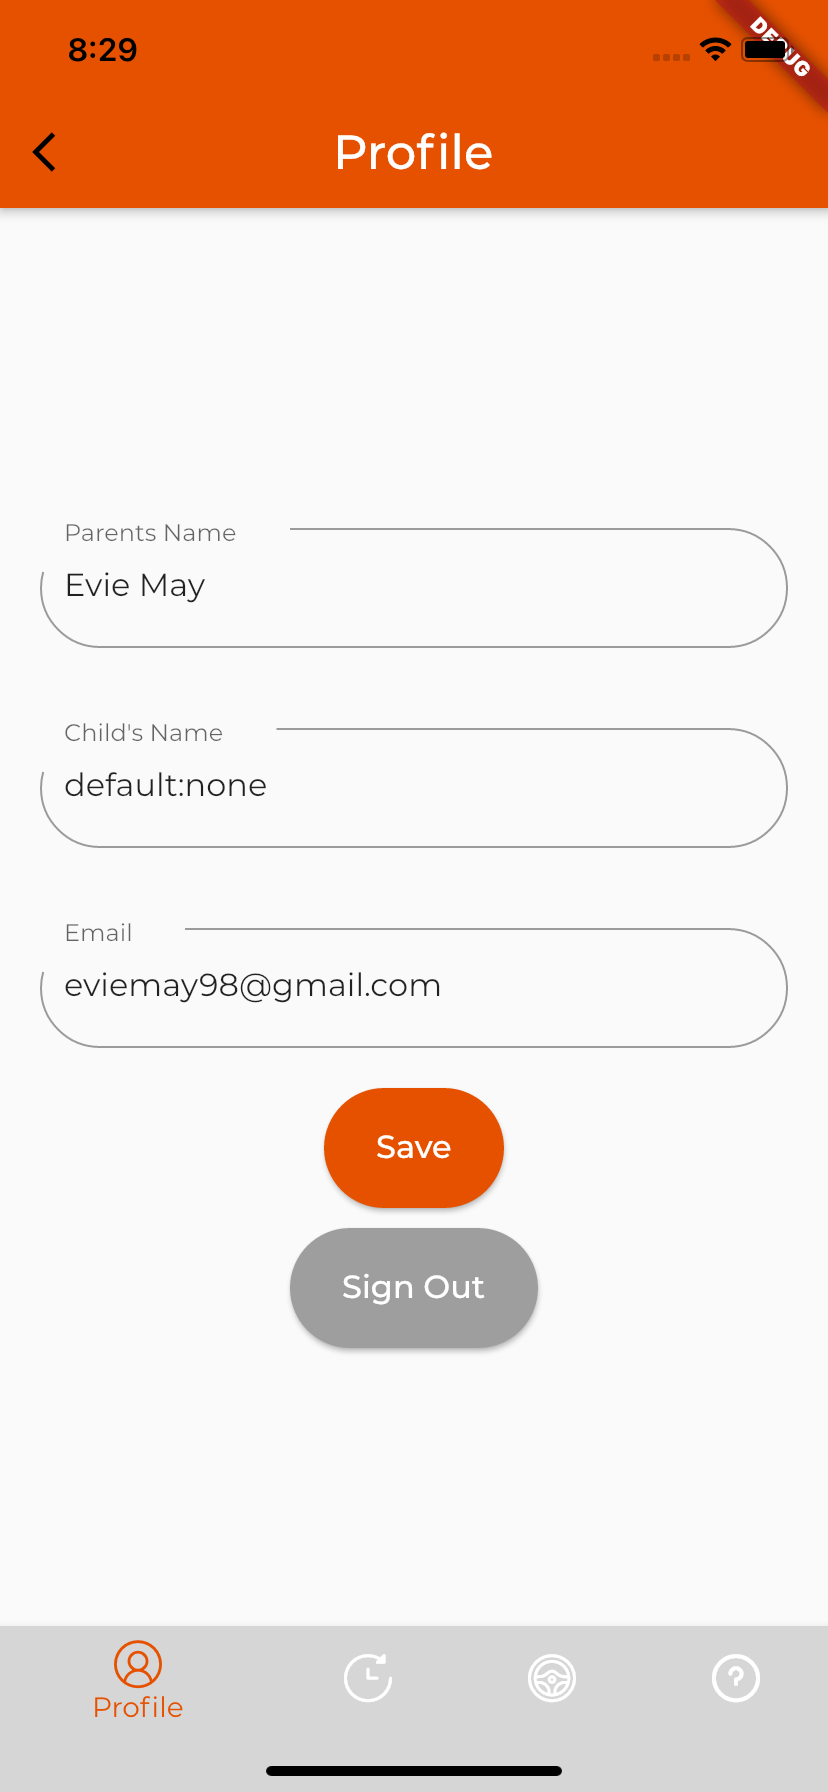 8:29
DEBUG
Profile
Parents Name
Evie May
Child's Name
default:none
Email
eviemay98@gmail.com
Save
Sign Out
Profile